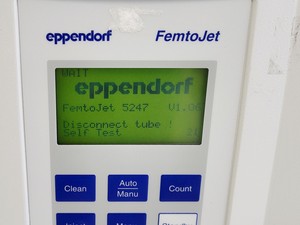 eppendorf FemtoJet
WAIT
eppendorf
FemtoJet 5247
Disconnect tube !
Self Test
Clean Auto Manu Count